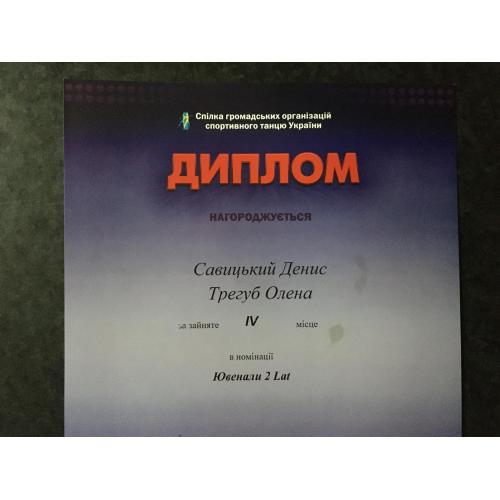 Спілка громадських організацій
спортивного танцю України
ДИПЛОМ
НАГОРОДЖУЄТЬСЯ
Савицький Денис
Трегуб Олена
за зайняте IV місце
в номінації
Ювенали 2 Lat